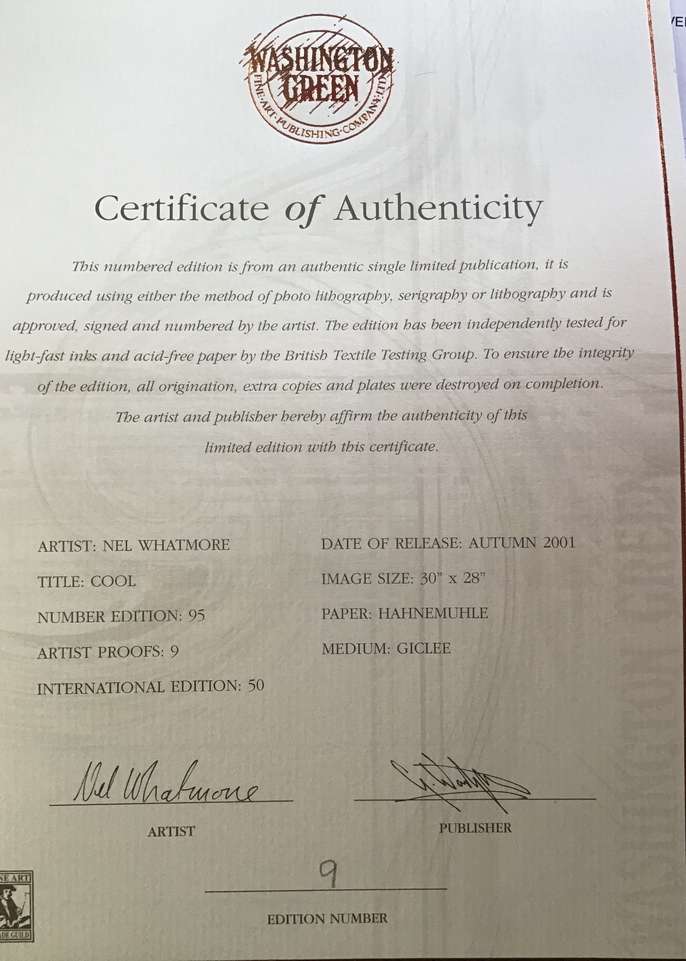 WASHINGTON
GREEN
FINE·ART·PUBLISHING·COMPANY·LTD
Certificate of Authenticity
This numbered edition is from an authentic single limited publication, it is
produced using either the method of photo lithography, serigraphy or lithography and is
approved, signed and numbered by the artist. The edition has been independently tested for
light-fast inks and acid-free paper by the British Textile Testing Group. To ensure the integrity
of the edition, all origination, extra copies and plates were destroyed on completion.
The artist and publisher hereby affirm the authenticity of this
limited edition with this certificate.
ARTIST: NEL WHATMORE
TITLE: COOL
NUMBER EDITION: 95
ARTIST PROOFS: 9
INTERNATIONAL EDITION: 50
DATE OF RELEASE: AUTUMN 2001
IMAGE SIZE: 30" x 28"
PAPER: HAHNEMUHLE
MEDIUM: GICLEE
Nel Whatmore
ARTIST
PUBLISHER
9
EDITION NUMBER
NE ART
DE GUILD